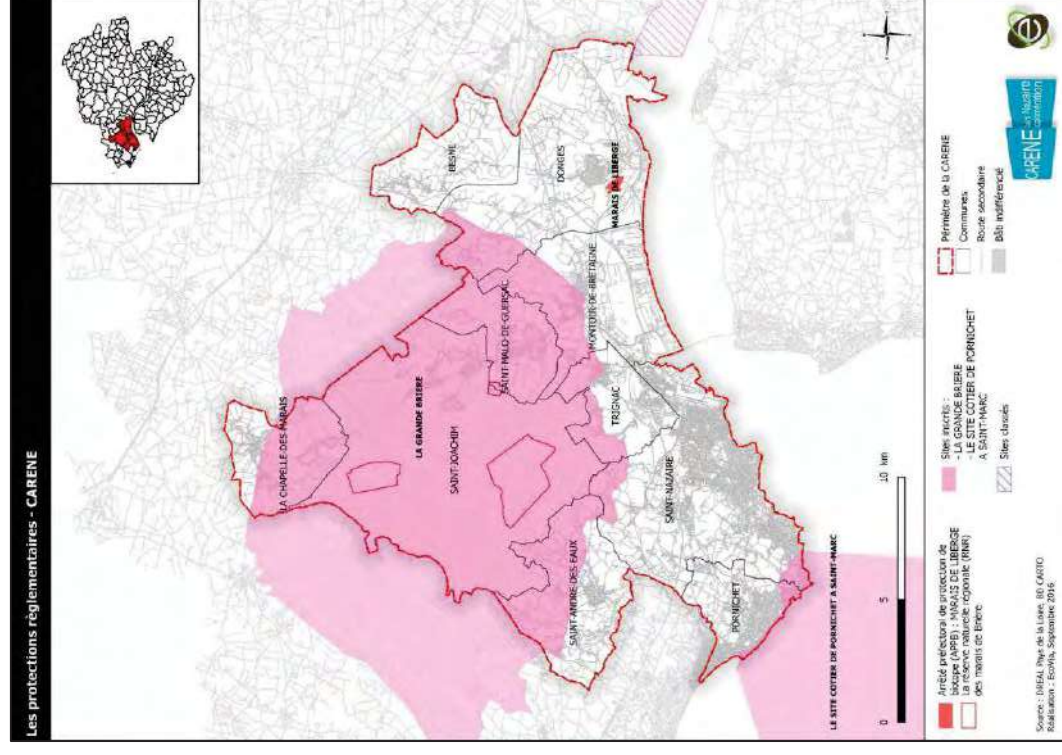 Les protections règlementaires - CARENE
LA CHAPELLE-DES-MARAIS
LA GRANDE BRIERE
SAINT-JOACHIM
SAINT-MALO-DE-GUERSAC
BESNE
DONGES
MARAIS DE LIBERGE
MONTOIR-DE-BRETAGNE
TRIGNAC
SAINT-ANDRE-DES-EAUX
SAINT-NAZAIRE
PORNICHET
LE SITE COTIER DE PORNICHET A SAINT-MARC
0 5 10 km
Arrêté préfectoral de protection de
biotope (APPB) : MARAIS DE LIBERGE
La réserve naturelle régionale (RNR)
des marais de Brière
Sites inscrits :
- LA GRANDE BRIERE
- LE SITE COTIER DE PORNICHET
A SAINT-MARC
Sites classés
Périmètre de la CARENE
Communes
Route secondaire
Bâti indifférencié
Source : DREAL Pays de la Loire, BD CARTO
Réalisation : EcoVia, Septembre 2016
CARENE
Saint Nazaire
agglomération
e